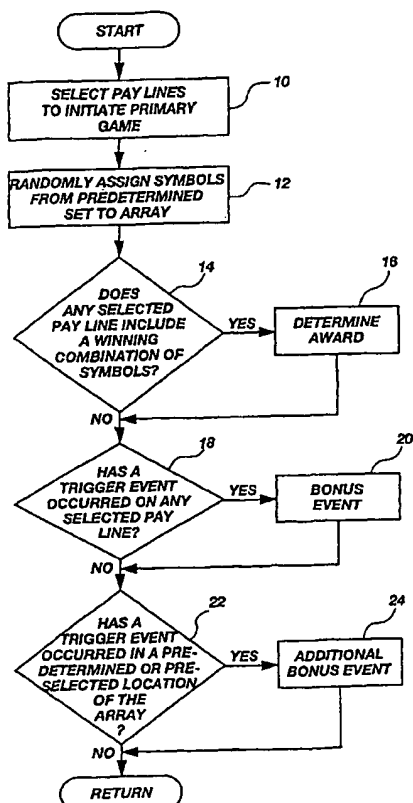 START
SELECT PAY LINES
TO INITIATE PRIMARY
GAME
10
RANDOMLY ASSIGN SYMBOLS
FROM PREDETERMINED
SET TO ARRAY
12
DOES
ANY SELECTED
PAY LINE INCLUDE
A WINNING
COMBINATION OF
SYMBOLS?
14
YES
DETERMINE
AWARD
16
NO
HAS A
TRIGGER EVENT
OCCURRED ON ANY
SELECTED PAY
LINE?
18
YES
BONUS
EVENT
20
NO
HAS A
TRIGGER EVENT
OCCURRED IN A PRE-
DETERMINED OR PRE-
SELECTED LOCATION
OF THE
ARRAY
?
22
YES
ADDITIONAL
BONUS EVENT
24
NO
RETURN